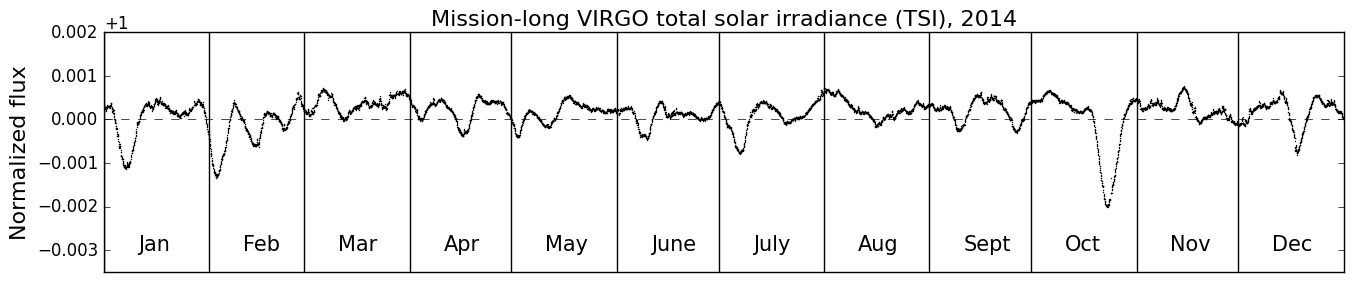 Mission-long VIRGO total solar irradiance (TSI), 2014
+1
0.002
0.001
0.000
−0.001
−0.002
−0.003
Normalized flux
Jan Feb Mar Apr May June July Aug Sept Oct Nov Dec